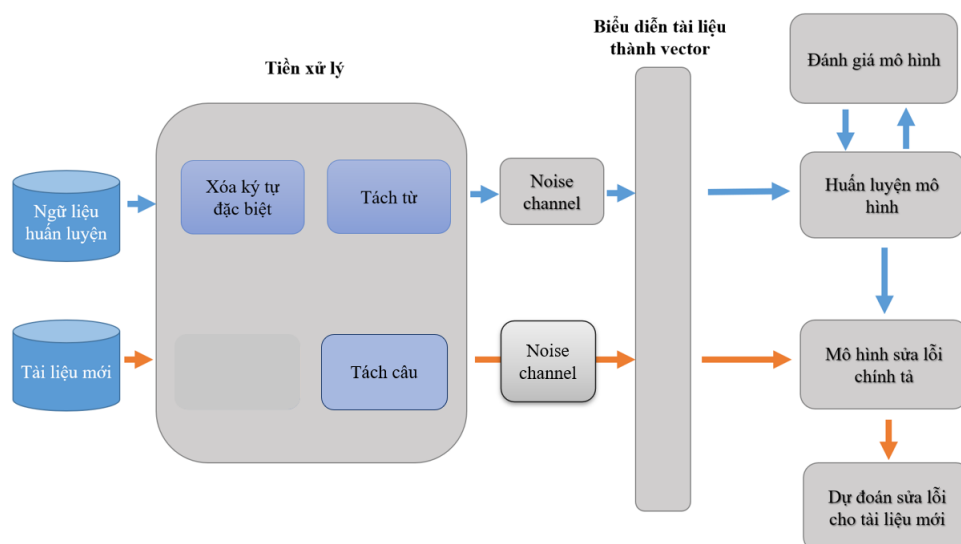 Biểu diễn tài liệu
thành vector
Tiền xử lý
Đánh giá mô hình
Ngữ liệu
huấn luyện
Xóa ký tự
đặc biệt
Tách từ
Noise
channel
Huấn luyện mô
hình
Tài liệu mới
Tách câu
Noise
channel
Mô hình sửa lỗi
chính tả
Dự đoán sửa lỗi
cho tài liệu mới